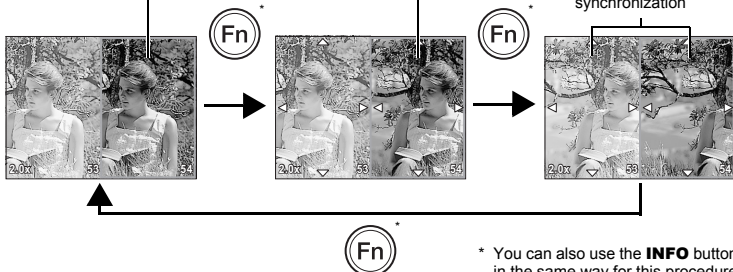 synchronization
Fn*
Fn*
2.0x 53 54
2.0x 53 54
2.0x 53 54
Fn*
* You can also use the INFO button
in the same way for this procedure